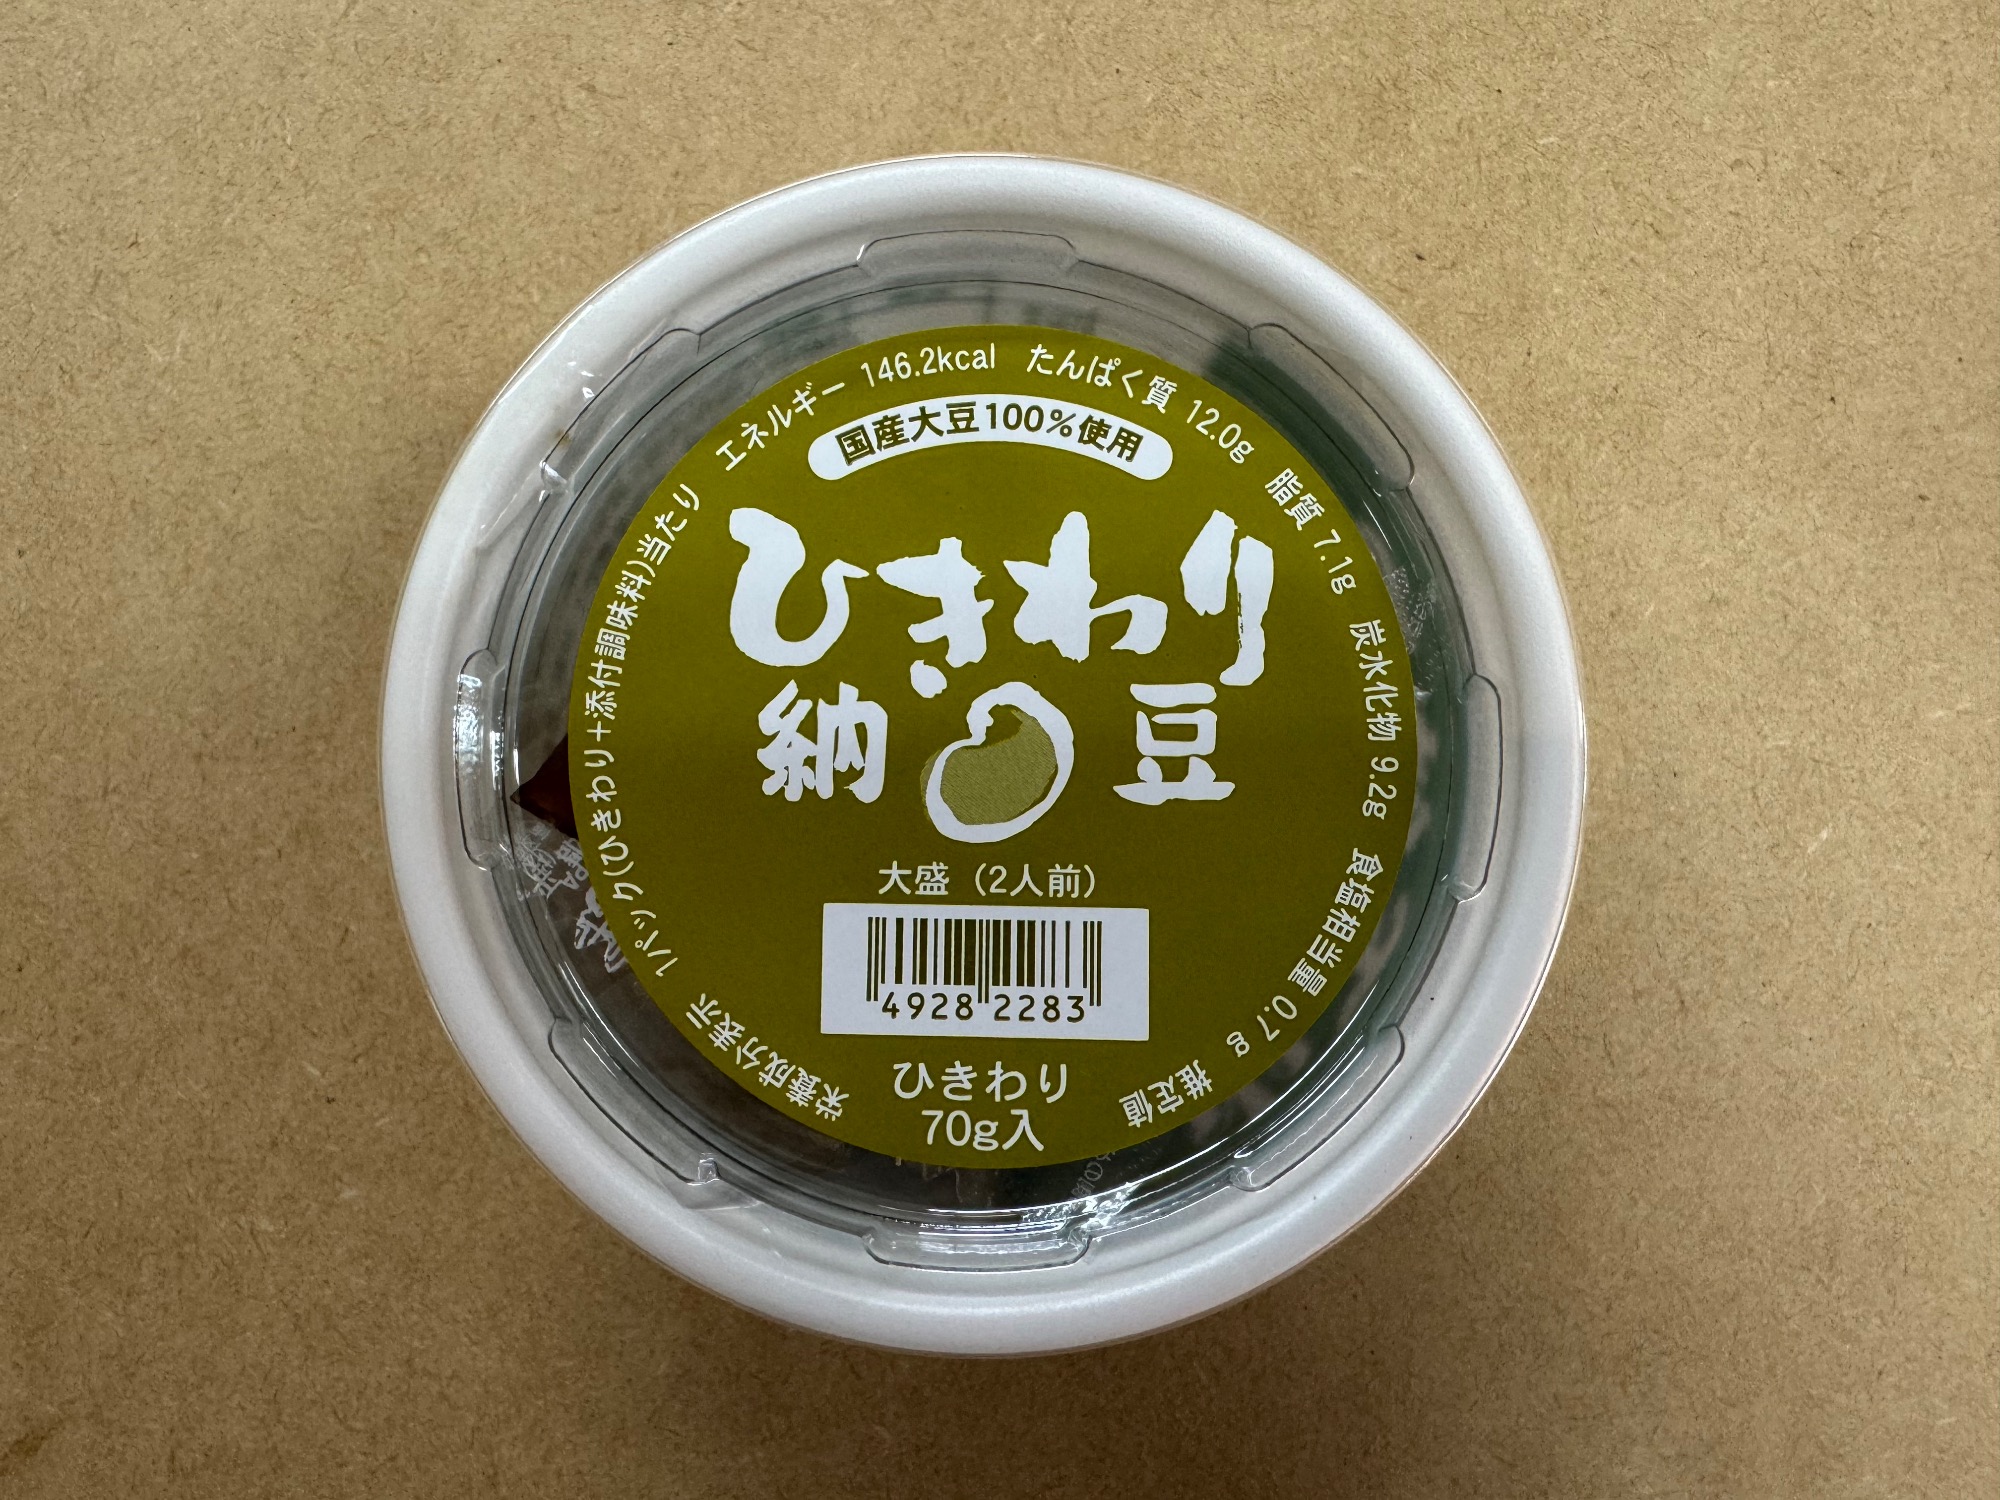 栄養成分表示 1パック(ひきわり+添付調味料)当たり エネルギー 146.2kcal たんぱく質 12.0g 脂質 7.1g 炭水化物 9.2g 食塩相当量 0.7g 推定値
国産大豆100%使用
ひきわり
納豆
大盛(2人前)
4928 2283
ひきわり
70g入